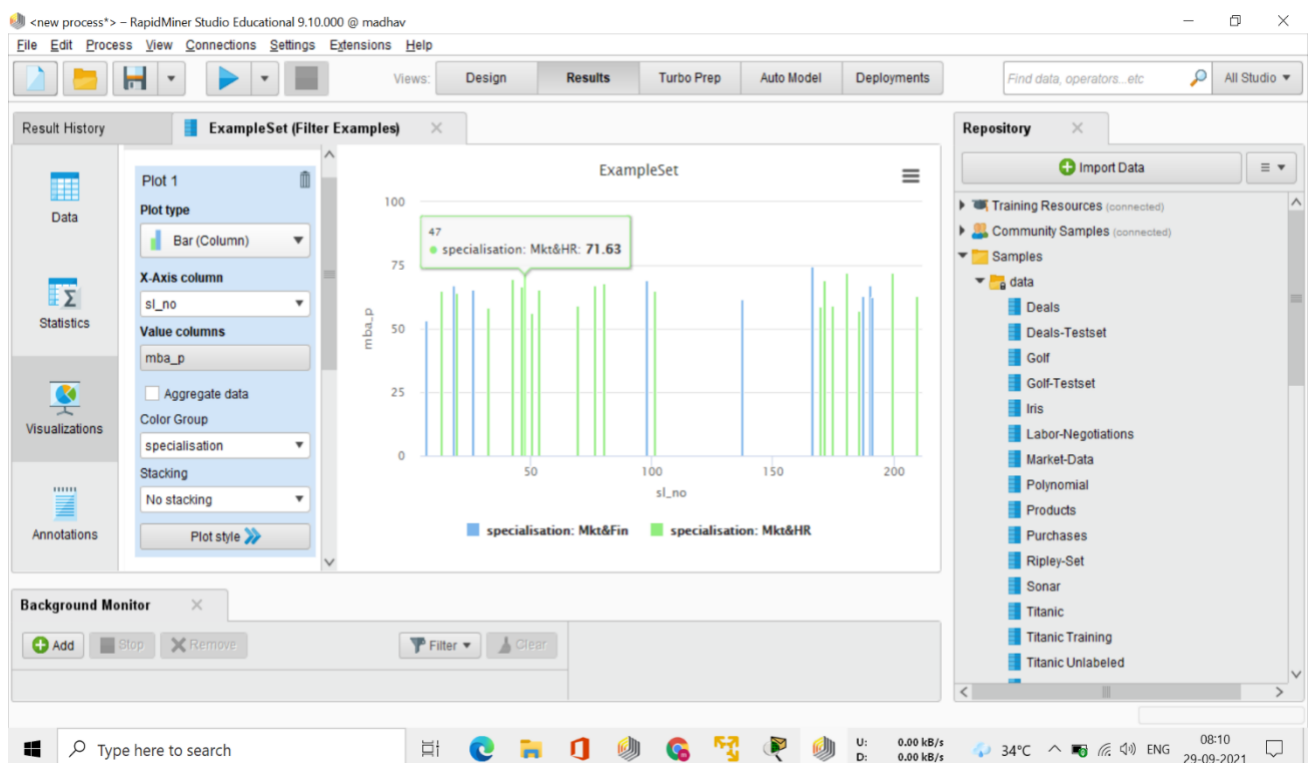 <new process*> – RapidMiner Studio Educational 9.10.000 @ madhav
File Edit Process View Connections Settings Extensions Help
Views: Design Results Turbo Prep Auto Model Deployments Find data, operators...etc All Studio
Result History ExampleSet (Filter Examples)
Data
Statistics
Visualizations
Annotations
Plot 1
Plot type
Bar (Column)
X-Axis column
sl_no
Value columns
mba_p
Aggregate data
Color Group
specialisation
Stacking
No stacking
Plot style
ExampleSet
100
75
50
25
0
mba_p
47
specialisation: Mkt&HR: 71.63
50 100 150 200
sl_no
specialisation: Mkt&Fin specialisation: Mkt&HR
Repository
Import Data
Training Resources (connected)
Community Samples (connected)
Samples
data
Deals
Deals-Testset
Golf
Golf-Testset
Iris
Labor-Negotiations
Market-Data
Polynomial
Products
Purchases
Ripley-Set
Sonar
Titanic
Titanic Training
Titanic Unlabeled
Background Monitor
Add Stop Remove Filter Clear
Type here to search
U: 0.00 kB/s
D: 0.00 kB/s
34°C ENG
08:10
29-09-2021